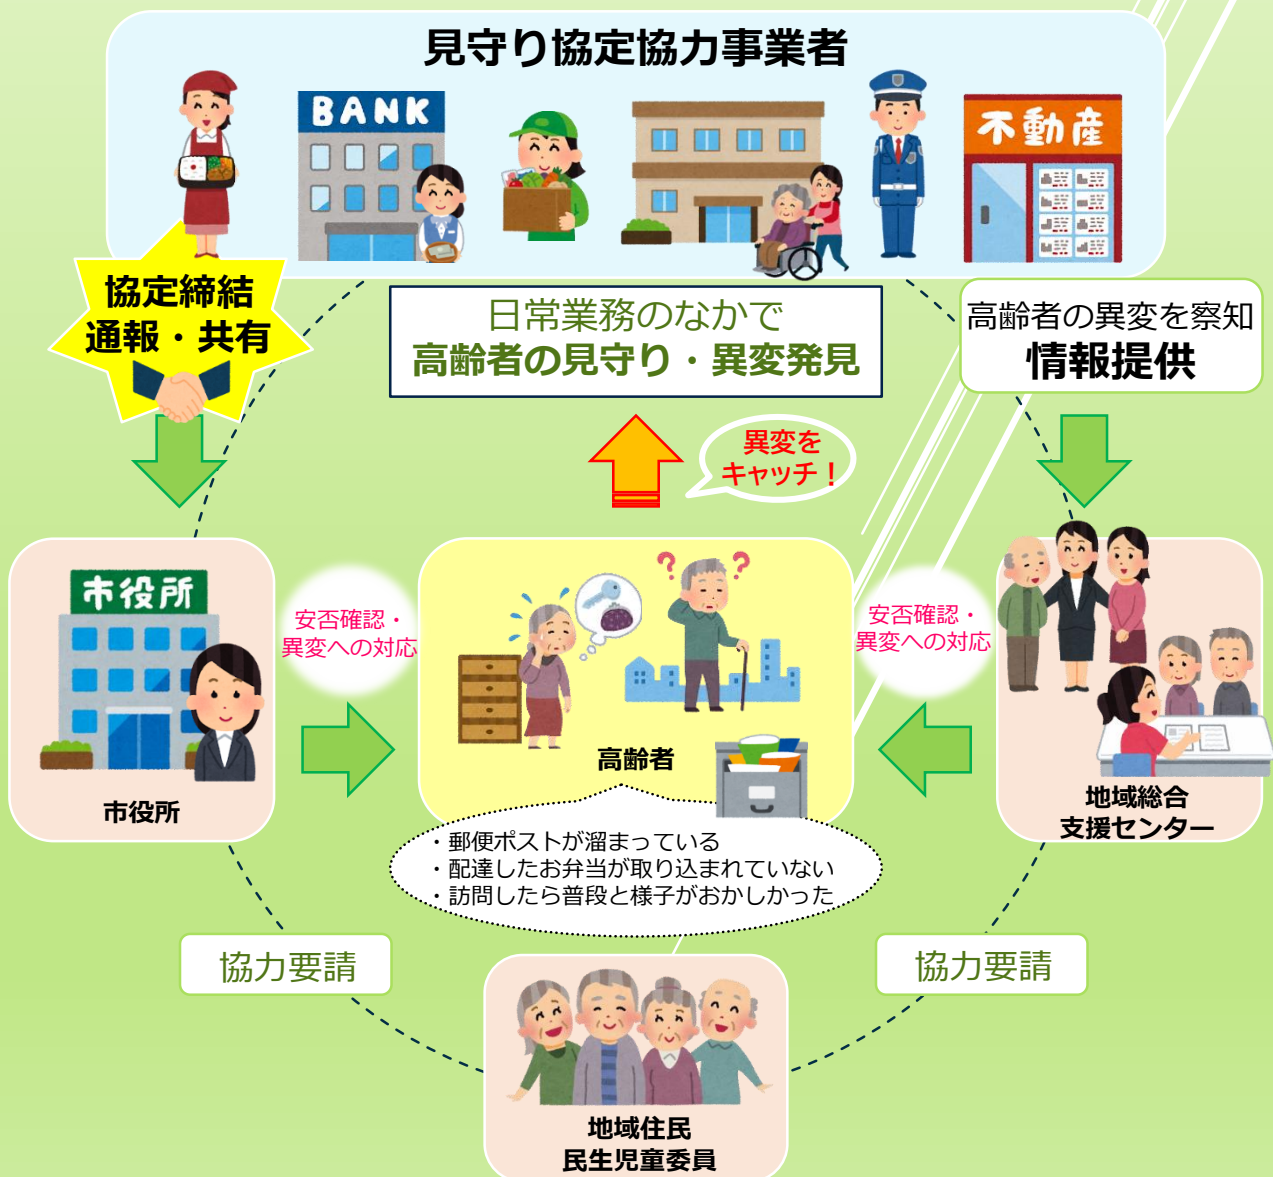 見守り協定協力事業者
BANK
不動産
協定締結
通報・共有
日常業務のなかで
高齢者の見守り・異変発見
高齢者の異変を察知
情報提供
異変を
キャッチ！
市役所
安否確認・
異変への対応
安否確認・
異変への対応
高齢者
市役所
地域総合
支援センター
・郵便ポストが溜まっている
・配達したお弁当が取り込まれていない
・訪問したら普段と様子がおかしかった
協力要請
協力要請
地域住民
民生児童委員